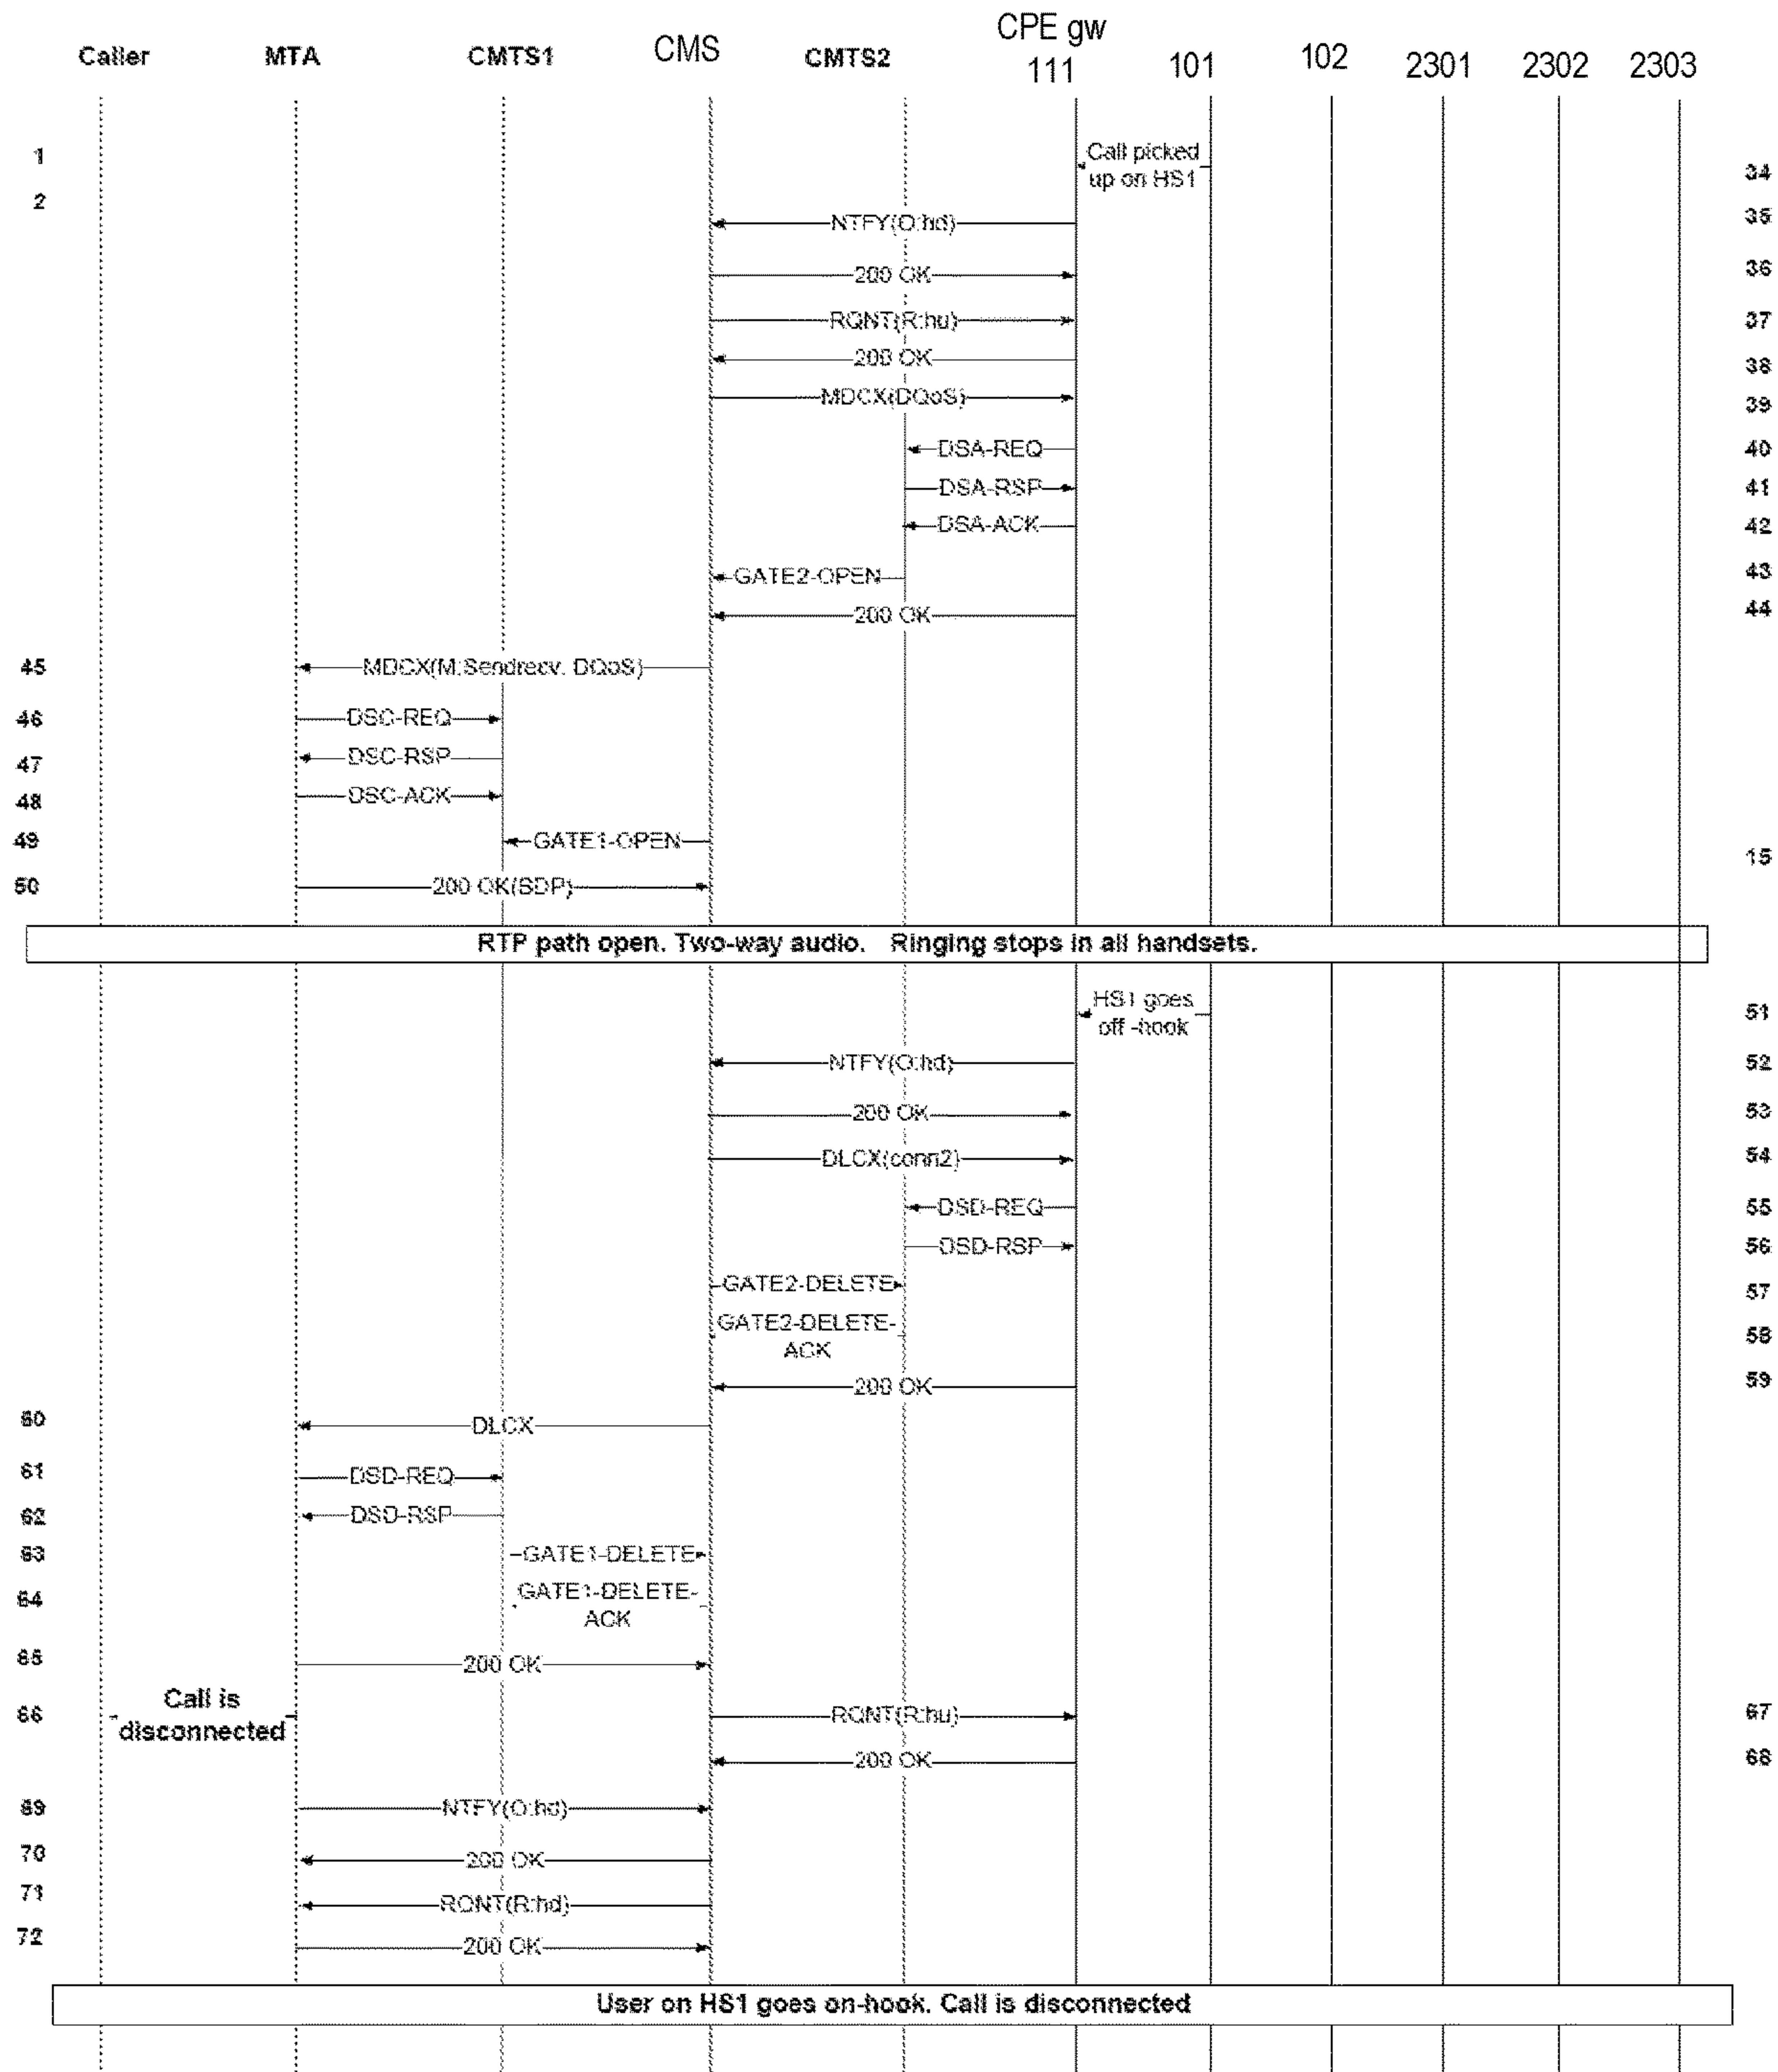 CPE gw
Caller MTA CMTS1 CMS CMTS2 111 101 102 2301 2302 2303
1 Call picked 34
up on HS1
2 NTFY(O:hd) 35
200 OK 36
RQNT(R:hu) 37
200 OK 38
MDCX(DQoS) 39
DSA-REQ 40
DSA-RSP 41
DSA-ACK 42
GATE2-OPEN 43
200 OK 44
45 MDCX(M:Sendrecv, DQoS)
46 DSC-REQ
47 DSC-RSP
48 DSC-ACK
49 GATE1-OPEN 15
50 200 OK(SDP)
RTP path open. Two-way audio. Ringing stops in all handsets.
HS1 goes 51
off -hook
NTFY(O:hd) 52
200 OK 53
DLCX(conn2) 54
DSD-REQ 55
DSD-RSP 56
GATE2-DELETE 57
GATE2-DELETE- 58
ACK
200 OK 59
60 DLCX
61 DSD-REQ
62 DSD-RSP
63 GATE1-DELETE
64 GATE1-DELETE-
ACK
65 200 OK
66 Call is RQNT(R:hu) 67
disconnected
200 OK 68
69 NTFY(O:hd)
70 200 OK
71 RQNT(R:hd)
72 200 OK
User on HS1 goes on-hook. Call is disconnected